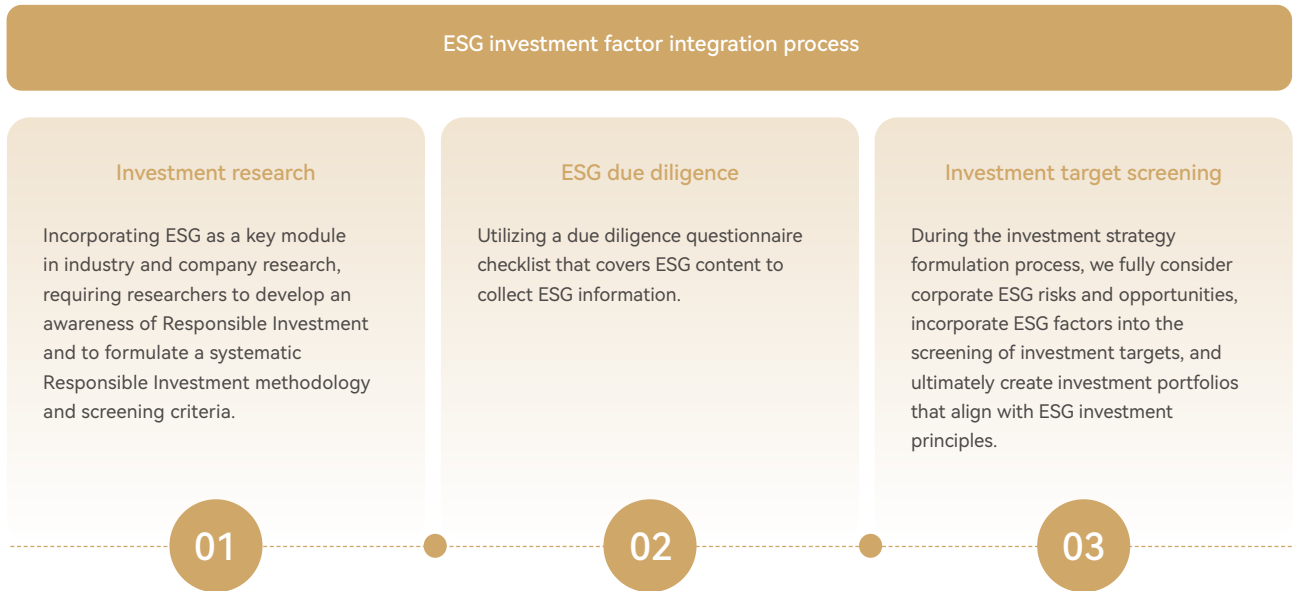 ESG investment factor integration process
Investment research
Incorporating ESG as a key module
in industry and company research,
requiring researchers to develop an
awareness of Responsible Investment
and to formulate a systematic
Responsible Investment methodology
and screening criteria.
01
ESG due diligence
Utilizing a due diligence questionnaire
checklist that covers ESG content to
collect ESG information.
02
Investment target screening
During the investment strategy
formulation process, we fully consider
corporate ESG risks and opportunities,
incorporate ESG factors into the
screening of investment targets, and
ultimately create investment portfolios
that align with ESG investment
principles.
03